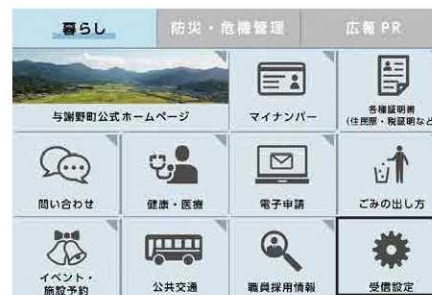 暮らし
防災・危機管理
広報 PR
与謝野町公式ホームページ
マイナンバー
各種証明書
(住民票・税証明など
問い合わせ
健康・医療
電子申請
ごみの出し方
イベント・
施設予約
公共交通
職員採用情報
受信設定